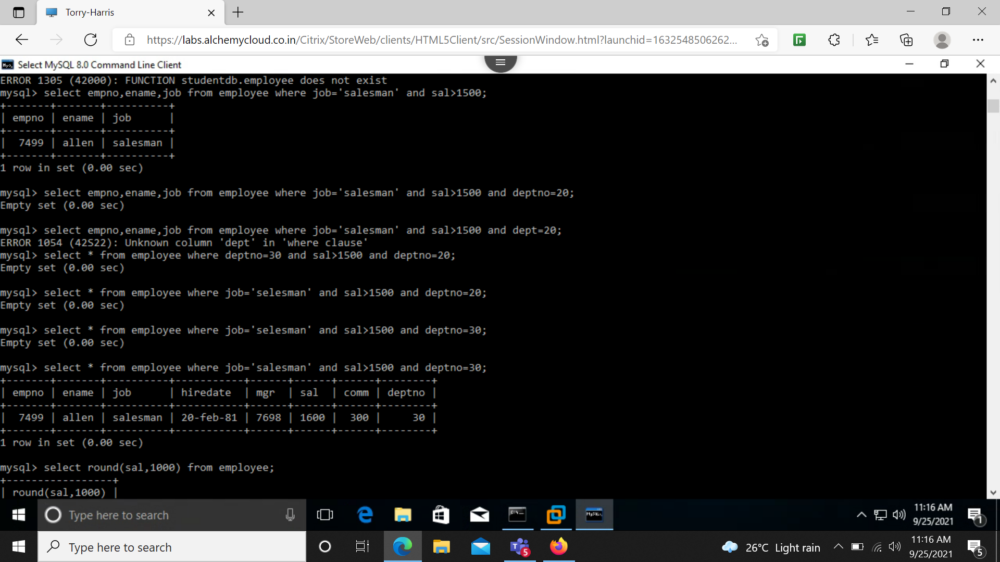 Torry-Harris
https://labs.alchemycloud.co.in/Citrix/StoreWeb/clients/HTML5Client/src/SessionWindow.html?launchid=1632548506262...
Select MySQL 8.0 Command Line Client
ERROR 1305 (42000): FUNCTION studentdb.employee does not exist
mysql> select empno,ename,job from employee where job='salesman' and sal>1500;
+-------+-------+----------+
| empno | ename | job      |
+-------+-------+----------+
|  7499 | allen | salesman |
+-------+-------+----------+
1 row in set (0.00 sec)
mysql> select empno,ename,job from employee where job='salesman' and sal>1500 and deptno=20;
Empty set (0.00 sec)
mysql> select empno,ename,job from employee where job='salesman' and sal>1500 and dept=20;
ERROR 1054 (42S22): Unknown column 'dept' in 'where clause'
mysql> select * from employee where deptno=30 and sal>1500 and deptno=20;
Empty set (0.00 sec)
mysql> select * from employee where job='selesman' and sal>1500 and deptno=20;
Empty set (0.00 sec)
mysql> select * from employee where job='selesman' and sal>1500 and deptno=30;
Empty set (0.00 sec)
mysql> select * from employee where job='salesman' and sal>1500 and deptno=30;
+-------+-------+----------+-----------+------+------+------+--------+
| empno | ename | job      | hiredate  | mgr  | sal  | comm | deptno |
+-------+-------+----------+-----------+------+------+------+--------+
|  7499 | allen | salesman | 20-feb-81 | 7698 | 1600 |  300 |     30 |
+-------+-------+----------+-----------+------+------+------+--------+
1 row in set (0.00 sec)
mysql> select round(sal,1000) from employee;
+-----------------+
| round(sal,1000) |
Type here to search
11:16 AM
9/25/2021
1
Type here to search
5
26°C Light rain
11:16 AM
9/25/2021
5